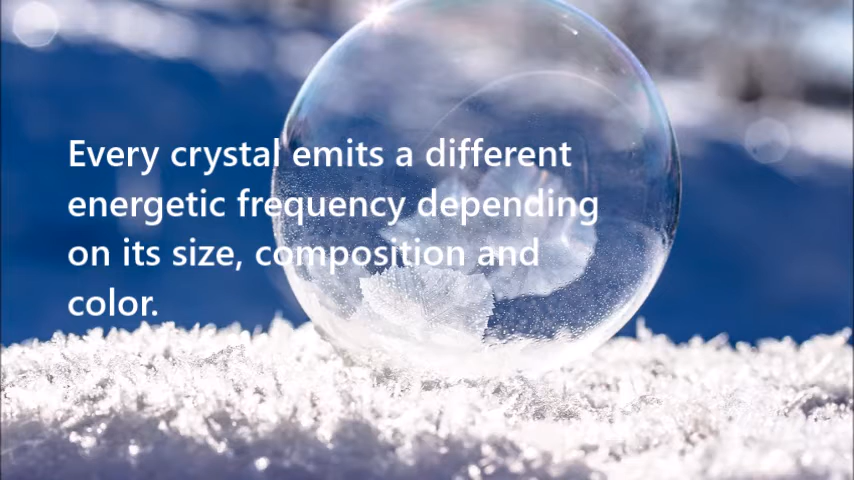 Every crystal emits a different
energetic frequency depending
on its size, composition and
color.